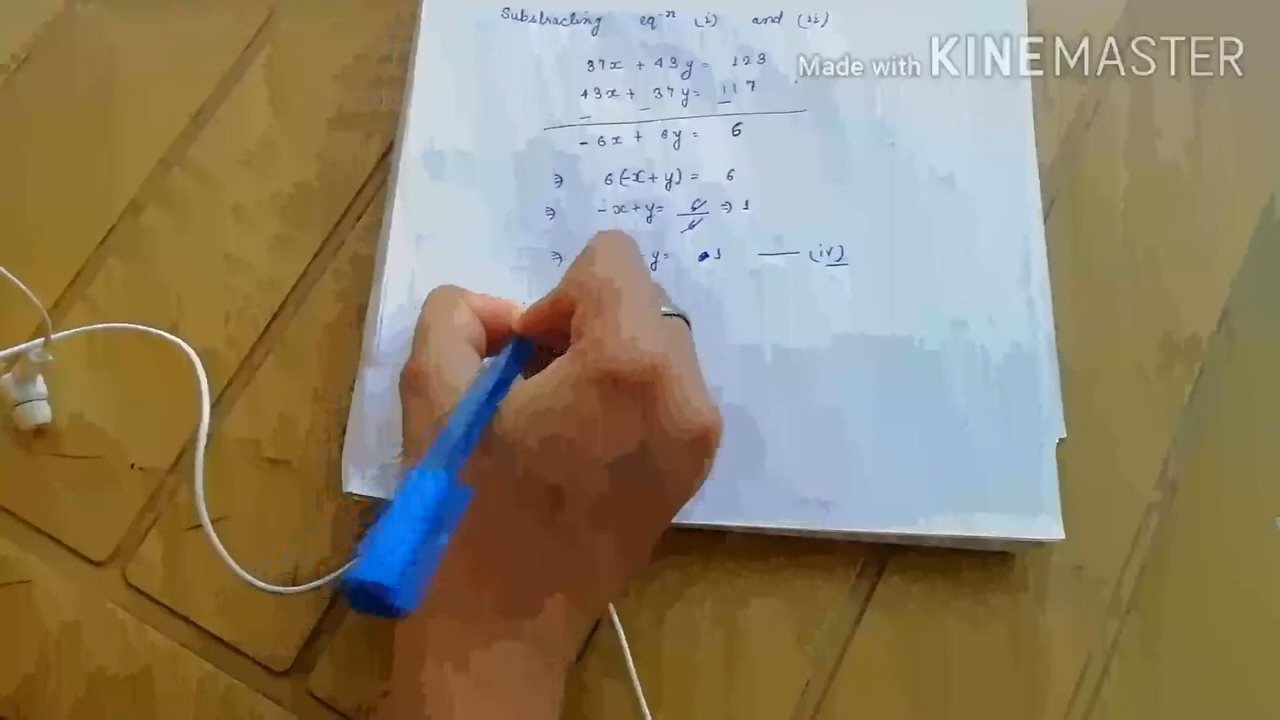 Substracting eq-n (i) and (ii)
Made with KINEMASTER
37x + 43y = 123
43x + 37y = 117
- - -
-6x + 6y = 6
⇒ 6(-x+y) = 6
⇒ -x+y = 6/6 ⇒ 1
⇒ y = 1 —— (iv)